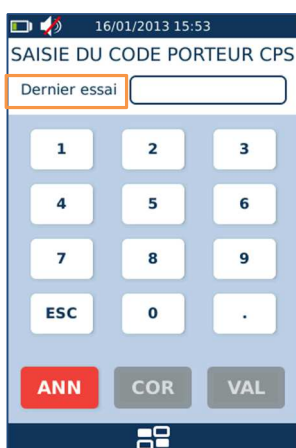 16/01/2013 15:53
SAISIE DU CODE PORTEUR CPS
Dernier essai
1 2 3
4 5 6
7 8 9
ESC 0 .
ANN COR VAL